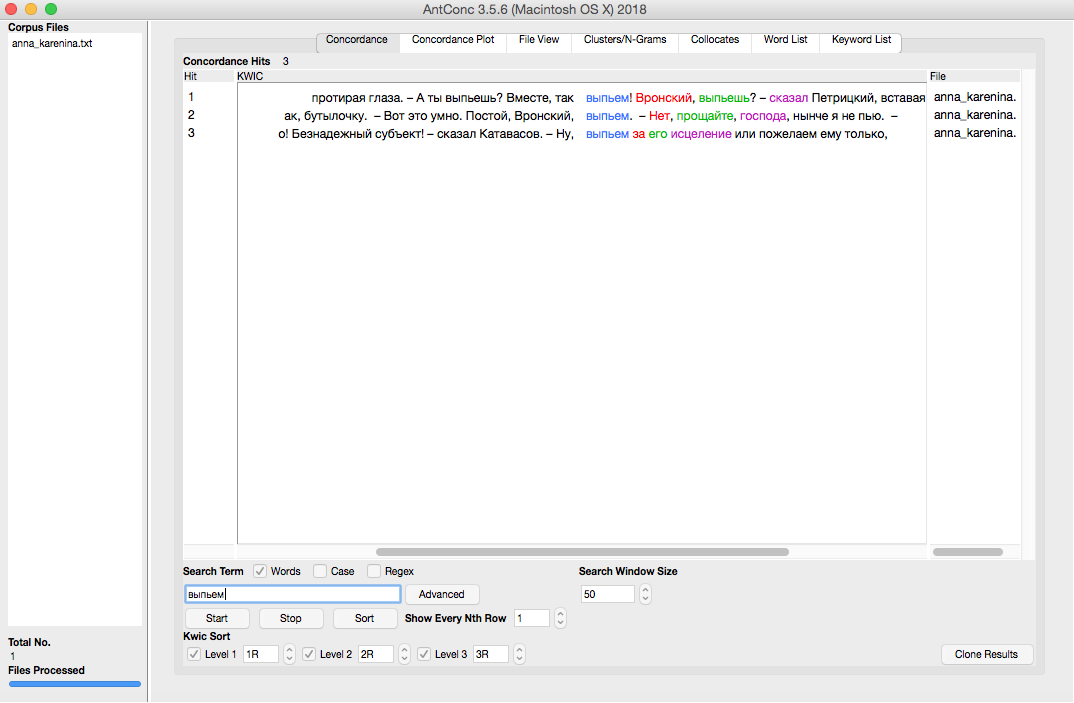 AntConc 3.5.6 (Macintosh OS X) 2018
Corpus Files
anna_karenina.txt
Concordance Concordance Plot File View Clusters/N-Grams Collocates Word List Keyword List
Concordance Hits 3
Hit KWIC File
1 протирая глаза. – А ты выпьешь? Вместе, так выпьем! Вронский, выпьешь? – сказал Петрицкий, вставая anna_karenina.
2 ак, бутылочку. – Вот это умно. Постой, Вронский, выпьем. – Нет, прощайте, господа, нынче я не пью. – anna_karenina.
3 о! Безнадежный субъект! – сказал Катавасов. – Ну, выпьем за его исцеление или пожелаем ему только, anna_karenina.
Search Term Words Case Regex Search Window Size
выпьем Advanced 50
Start Stop Sort Show Every Nth Row 1
Kwic Sort
Level 1 1R Level 2 2R Level 3 3R Clone Results
Total No.
1
Files Processed